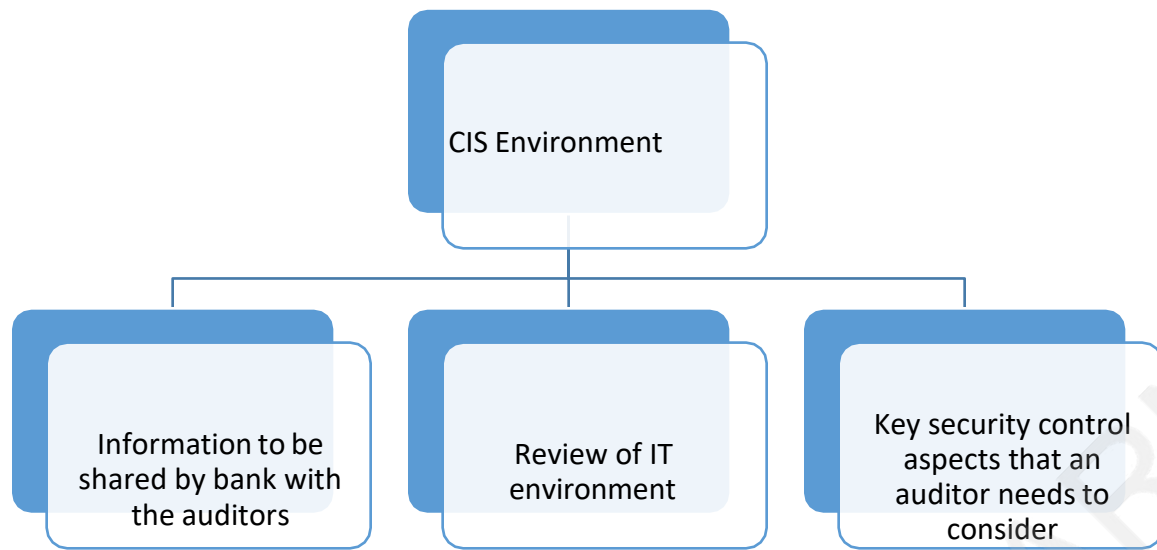 CIS Environment
Information to be
shared by bank with
the auditors
Review of IT
environment
Key security control
aspects that an
auditor needs to
consider